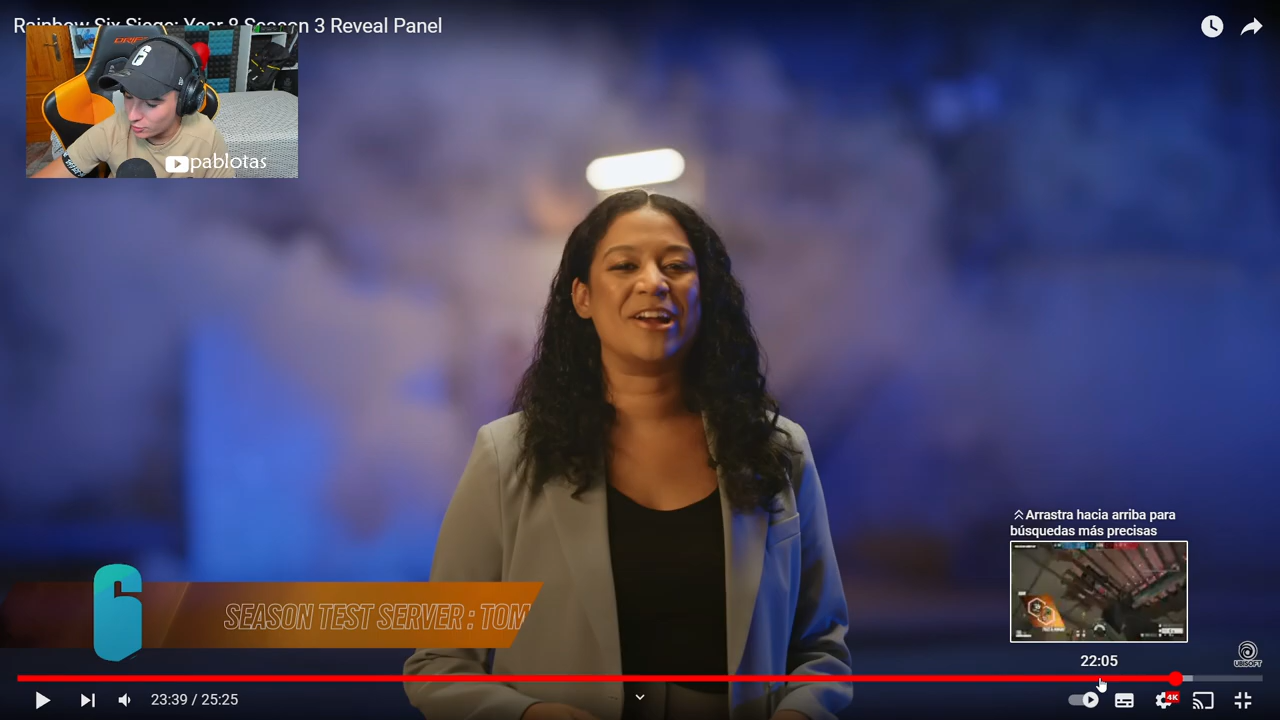 Rainbow Six Siege: Year 8 Season 3 Reveal Panel
pablotas
Arrastra hacia arriba para
búsquedas más precisas
SEASON TEST SERVER : TOM
22:05
UBISOFT
23:39 / 25:25
4K